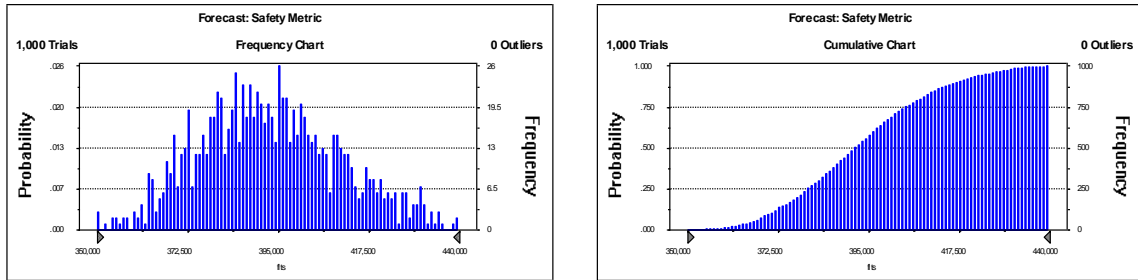 Forecast: Safety Metric
1,000 Trials Frequency Chart 0 Outliers
Probability
Frequency
.026
.020
.013
.007
.000
26
19.5
13
6.5
0
350,000 372,500 395,000 417,500 440,000
fits
Forecast: Safety Metric
1,000 Trials Cumulative Chart 0 Outliers
Probability
Frequency
1.000
.750
.500
.250
.000
1000
750
500
250
0
350,000 372,500 395,000 417,500 440,000
fits